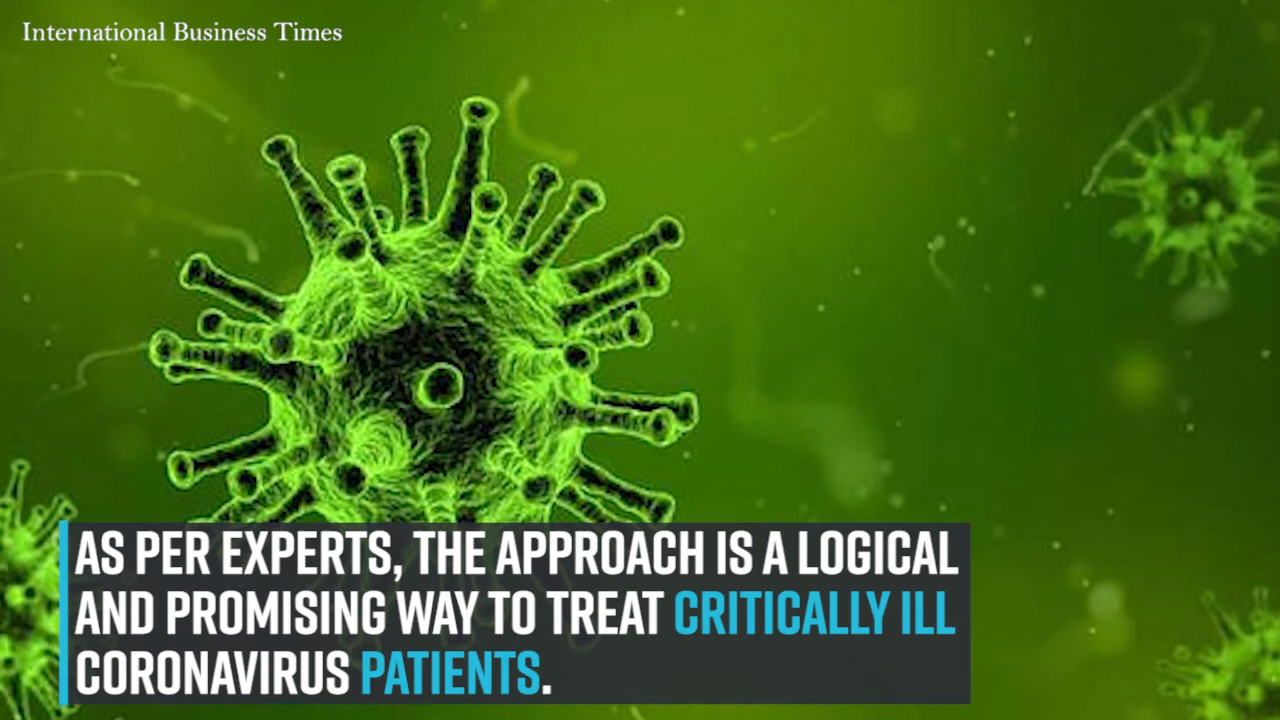 International Business Times
AS PER EXPERTS, THE APPROACH IS A LOGICAL
AND PROMISING WAY TO TREAT CRITICALLY ILL
CORONAVIRUS PATIENTS.